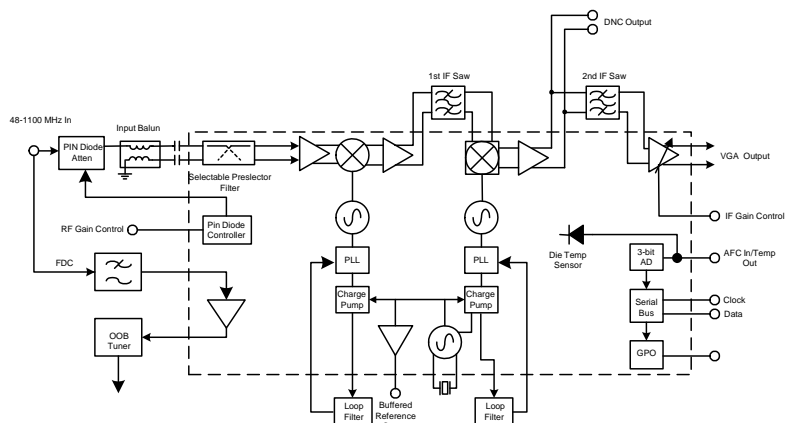 DNC Output
1st IF Saw
2nd IF Saw
48-1100 MHz In
Input Balun
PIN Diode
Atten
VGA Output
Selectable Preslector
Filter
RF Gain Control
Pin Diode
Controller
IF Gain Control
FDC
PLL
PLL
Die Temp
Sensor
3-bit
AD
AFC In/Temp
Out
Charge
Pump
Charge
Pump
Serial
Bus
Clock
Data
OOB
Tuner
GPO
Loop
Filter
Buffered
Reference
Loop
Filter